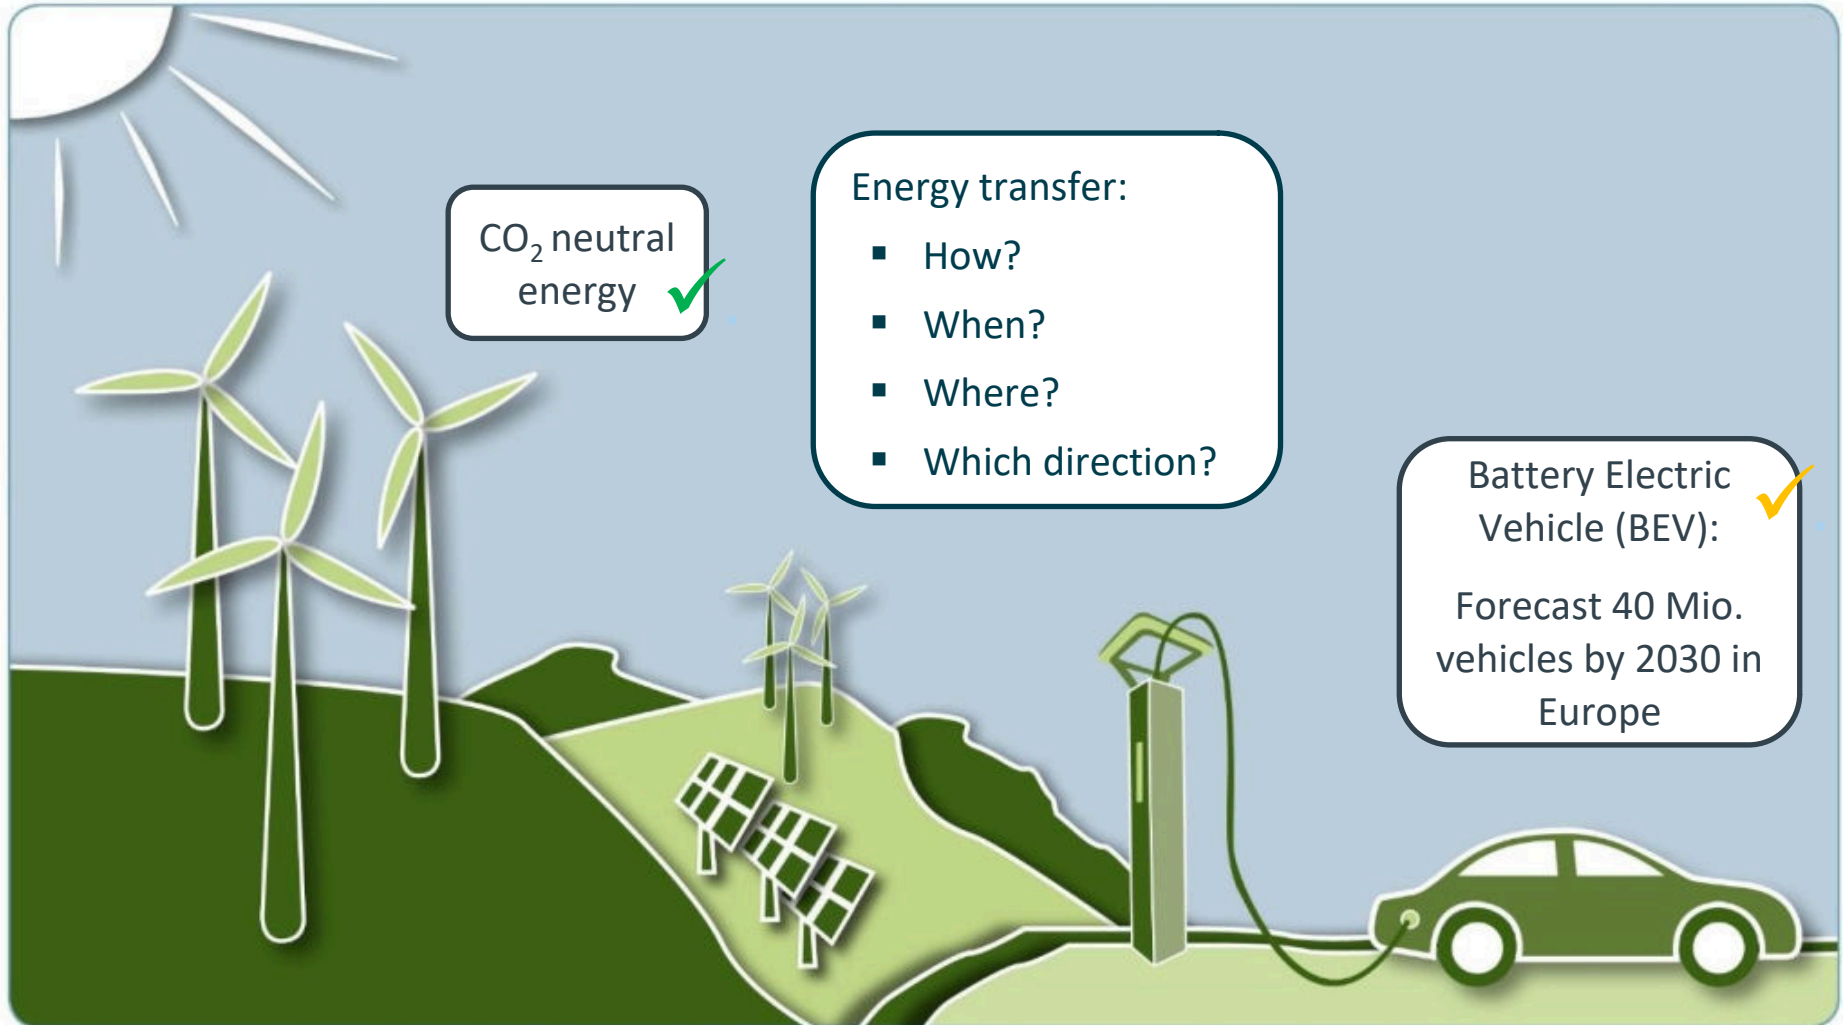 CO₂ neutral
energy
Energy transfer:
▪ How?
▪ When?
▪ Where?
▪ Which direction?
Battery Electric
Vehicle (BEV):
Forecast 40 Mio.
vehicles by 2030 in
Europe